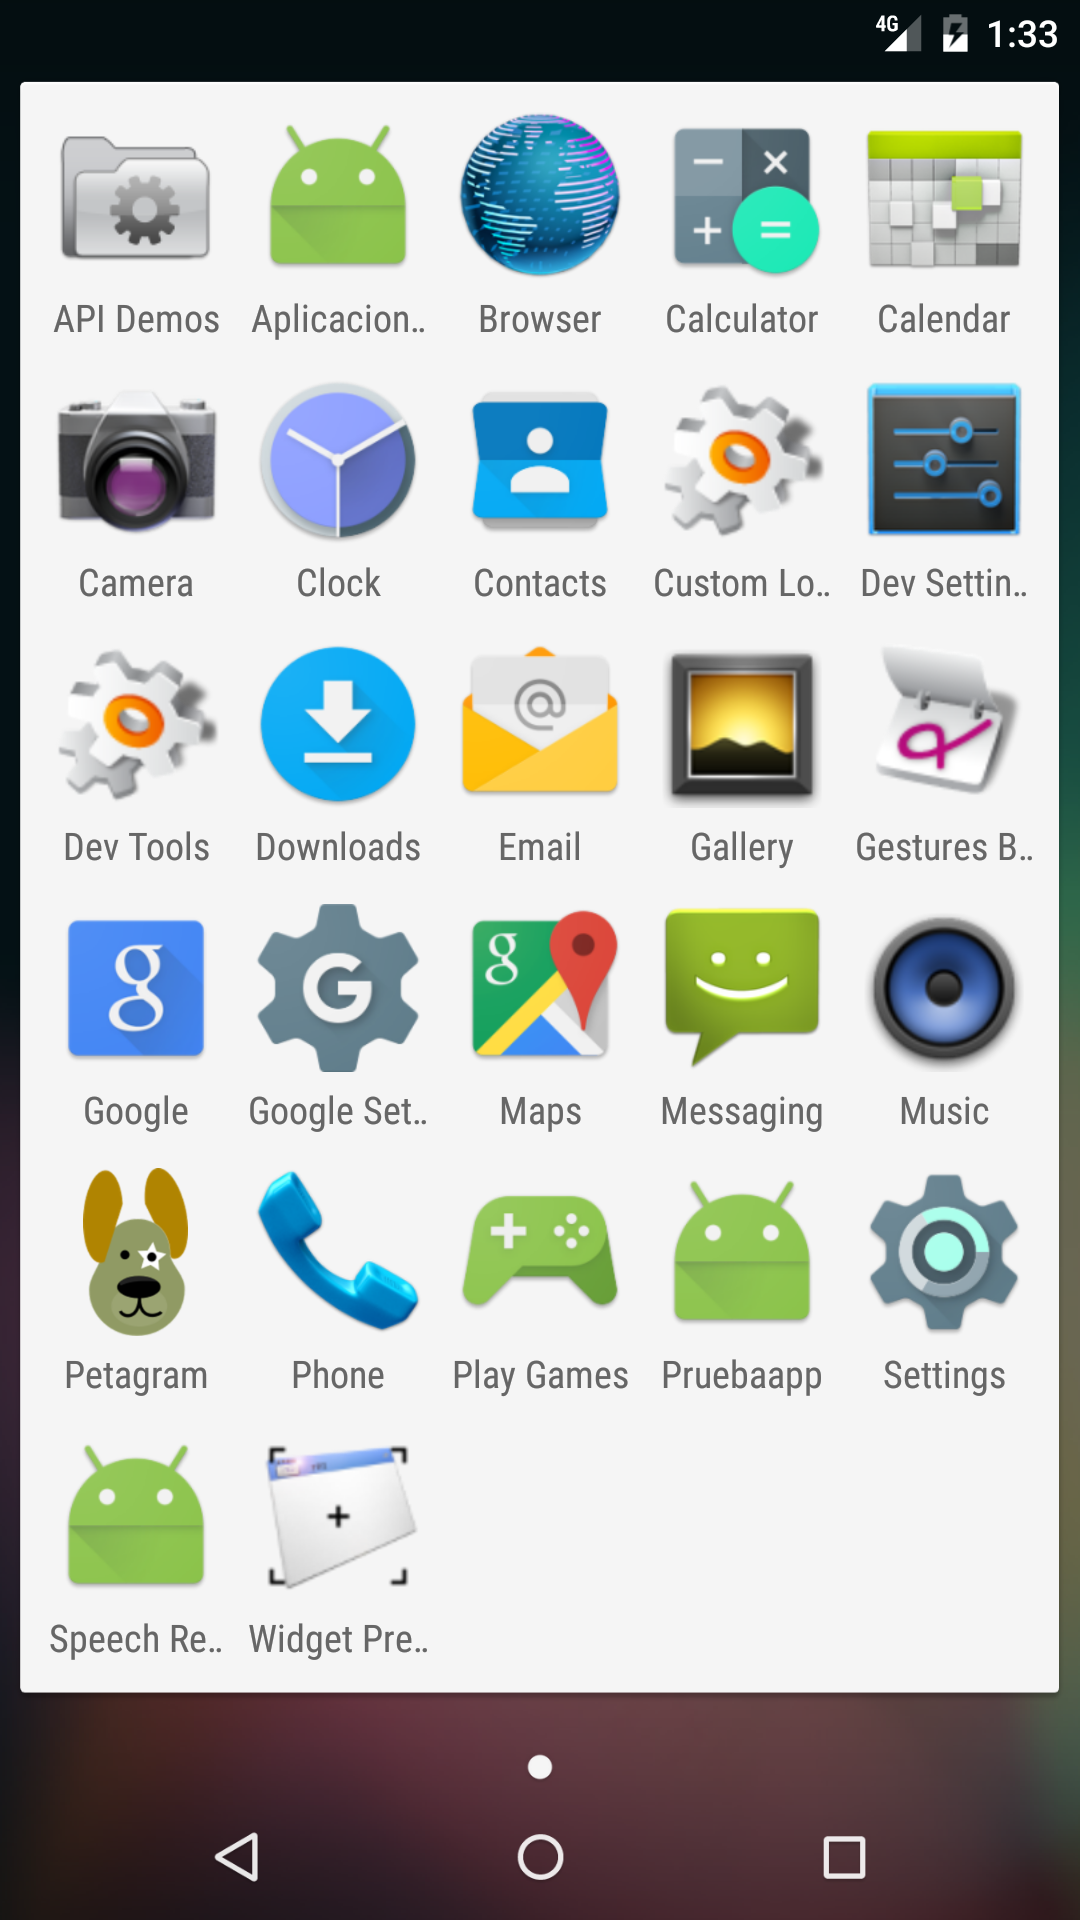 4G 1:33
API Demos Aplicacion.. Browser Calculator Calendar
Camera Clock Contacts Custom Lo.. Dev Settin..
Dev Tools Downloads Email Gallery Gestures B..
Google Google Set.. Maps Messaging Music
Petagram Phone Play Games Pruebaapp Settings
Speech Re.. Widget Pre..